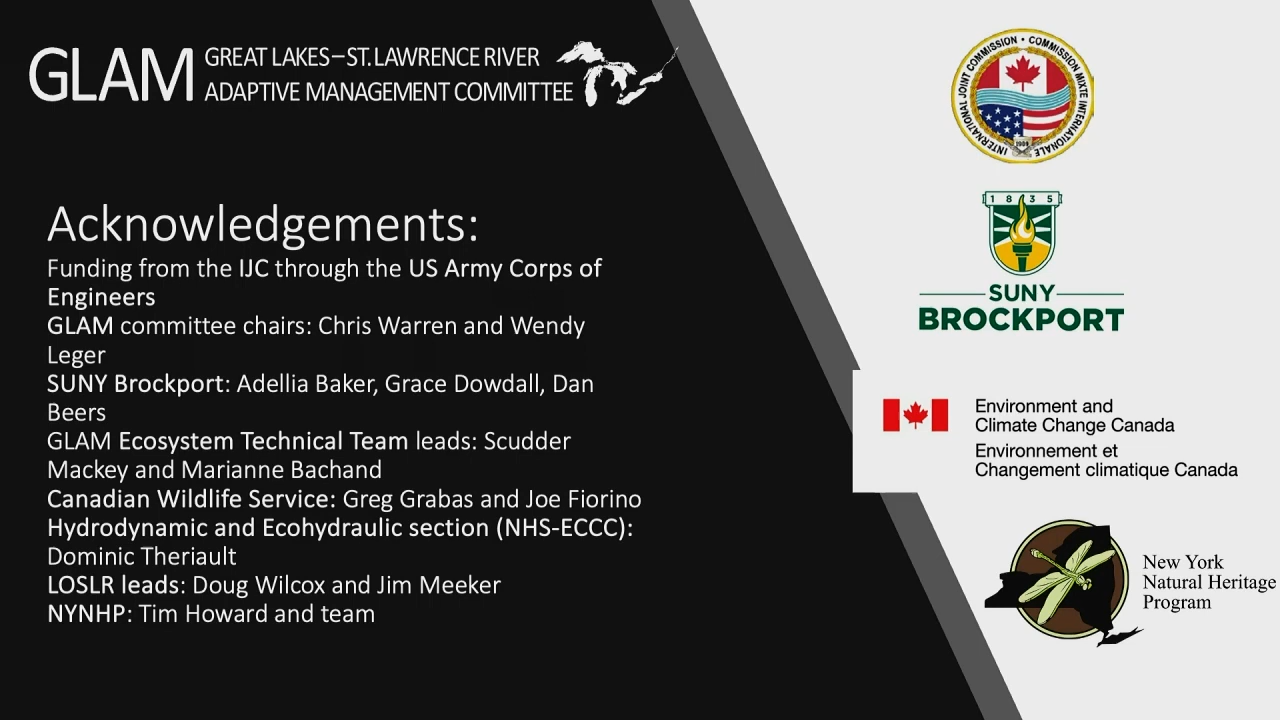 GLAM
GREAT LAKES–ST. LAWRENCE RIVER
ADAPTIVE MANAGEMENT COMMITTEE
Acknowledgements:
Funding from the IJC through the US Army Corps of
Engineers
GLAM committee chairs: Chris Warren and Wendy
Leger
SUNY Brockport: Adellia Baker, Grace Dowdall, Dan
Beers
GLAM Ecosystem Technical Team leads: Scudder
Mackey and Marianne Bachand
Canadian Wildlife Service: Greg Grabas and Joe Fiorino
Hydrodynamic and Ecohydraulic section (NHS-ECCC):
Dominic Theriault
LOSLR leads: Doug Wilcox and Jim Meeker
NYNHP: Tim Howard and team
INTERNATIONAL JOINT COMMISSION • COMMISSION MIXTE INTERNATIONALE
1909
1835
SUNY
BROCKPORT
Environment and
Climate Change Canada
Environnement et
Changement climatique Canada
New York
Natural Heritage
Program